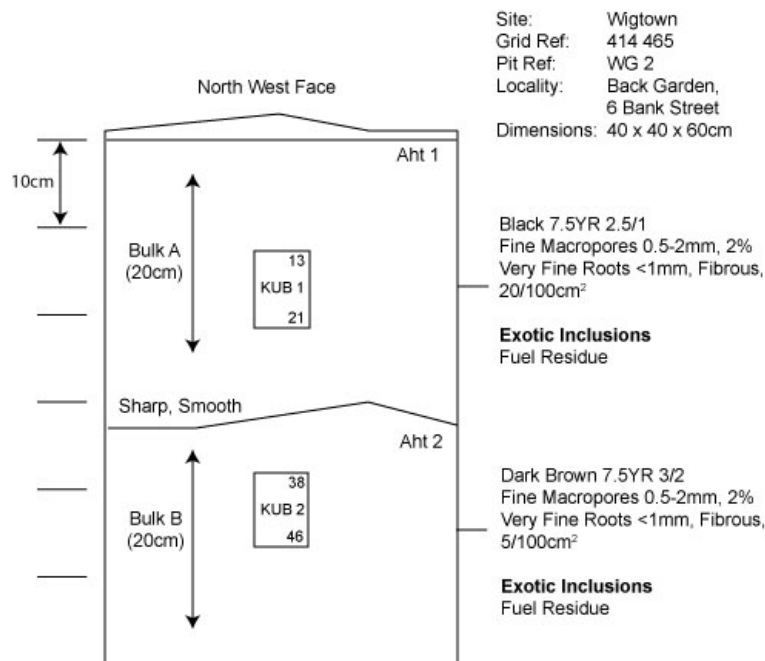 Site: Wigtown
Grid Ref: 414 465
Pit Ref: WG 2
Locality: Back Garden,
6 Bank Street
Dimensions: 40 x 40 x 60cm
North West Face
Aht 1
10cm
Bulk A
(20cm)
13
KUB 1
21
Black 7.5YR 2.5/1
Fine Macropores 0.5-2mm, 2%
Very Fine Roots <1mm, Fibrous,
20/100cm²
Exotic Inclusions
Fuel Residue
Sharp, Smooth
Aht 2
Bulk B
(20cm)
38
KUB 2
46
Dark Brown 7.5YR 3/2
Fine Macropores 0.5-2mm, 2%
Very Fine Roots <1mm, Fibrous,
5/100cm²
Exotic Inclusions
Fuel Residue